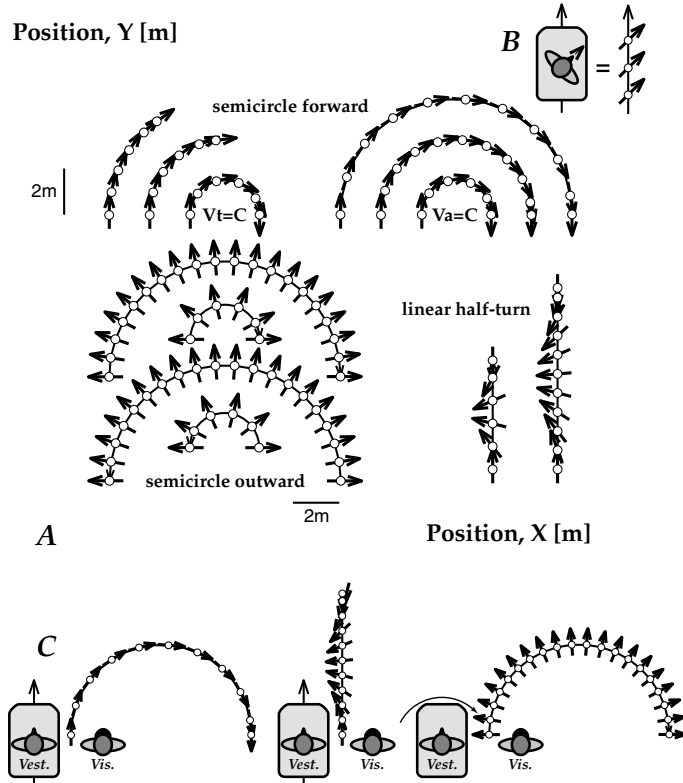 Position, Y [m]
B
=
semicircle forward
2m
Vt=C
Va=C
linear half-turn
semicircle outward
2m
A
Position, X [m]
C
Vest.
Vis.
Vest.
Vis.
Vest.
Vis.